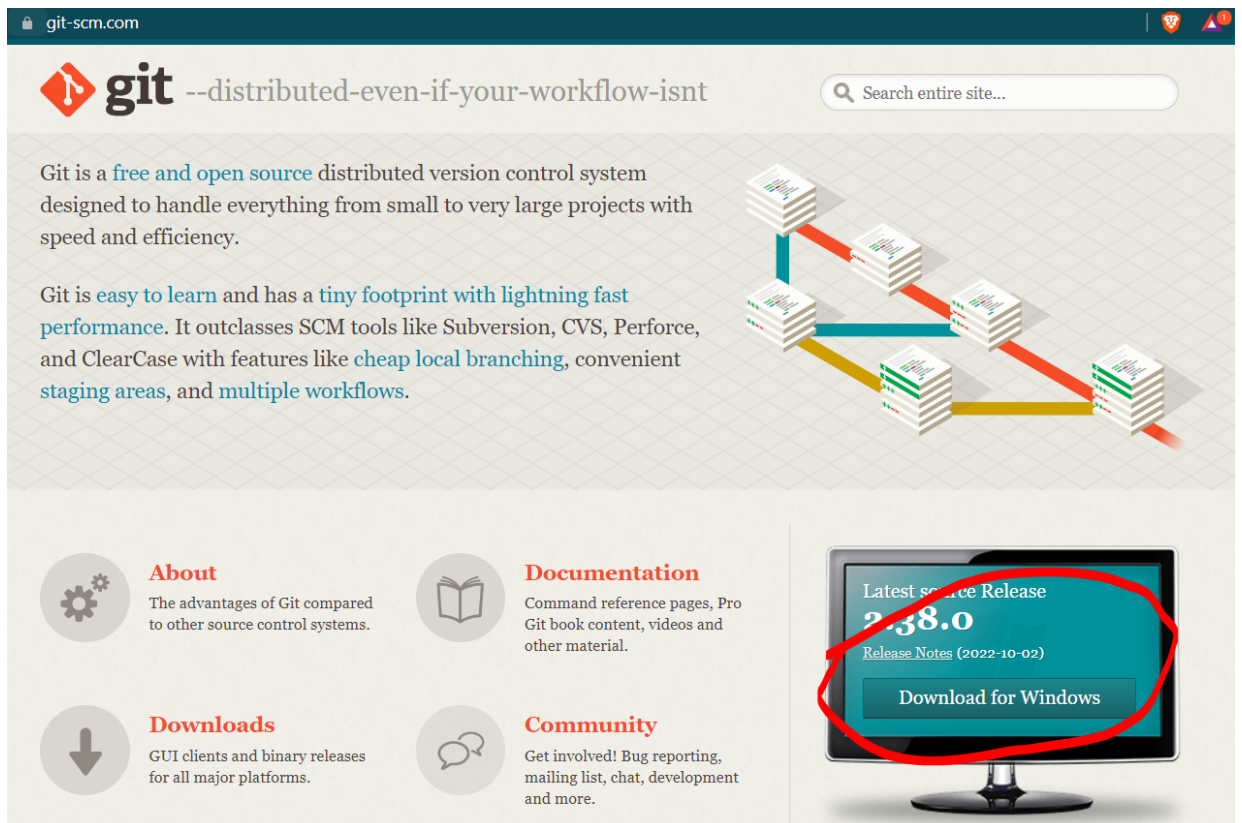 git-scm.com
1
git --distributed-even-if-your-workflow-isnt
Search entire site...
Git is a free and open source distributed version control system
designed to handle everything from small to very large projects with
speed and efficiency.
Git is easy to learn and has a tiny footprint with lightning fast
performance. It outclasses SCM tools like Subversion, CVS, Perforce,
and ClearCase with features like cheap local branching, convenient
staging areas, and multiple workflows.
About
The advantages of Git compared
to other source control systems.
Documentation
Command reference pages, Pro
Git book content, videos and
other material.
Downloads
GUI clients and binary releases
for all major platforms.
Community
Get involved! Bug reporting,
mailing list, chat, development
and more.
Latest source Release
2.38.0
Release Notes (2022-10-02)
Download for Windows